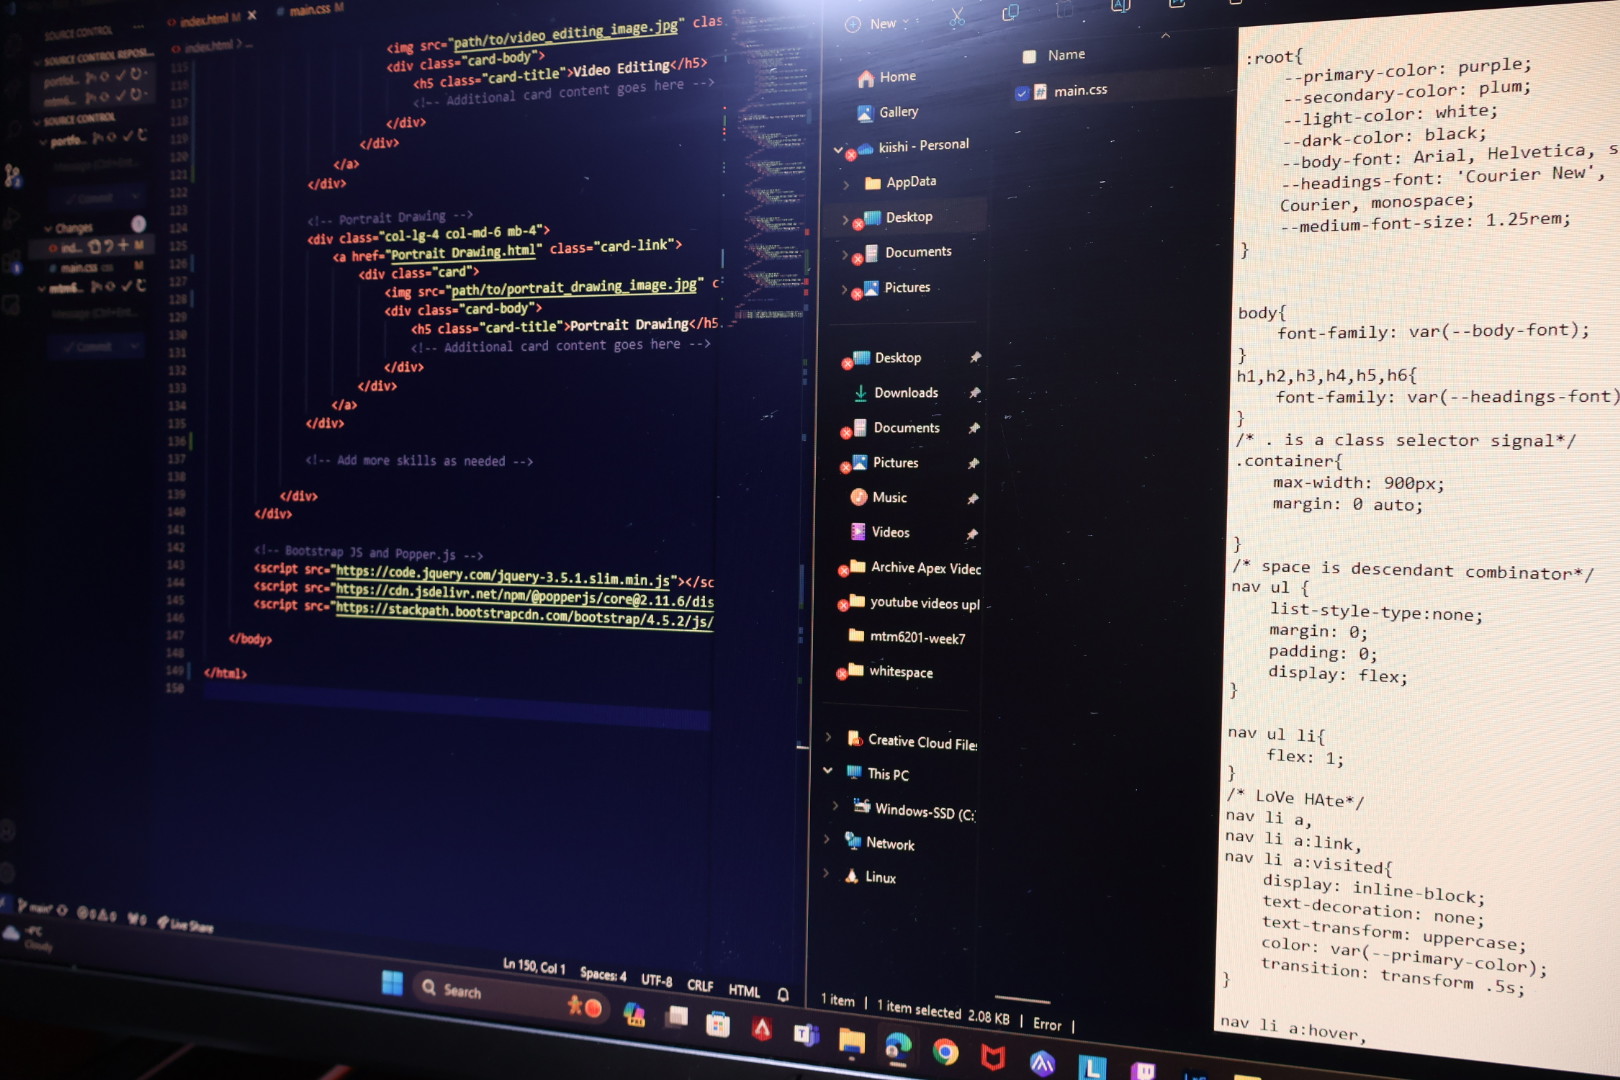 SOURCE CONTROL
SOURCE CONTROL REPOSI...
portfol...
mtm6...
SOURCE CONTROL
portfo...
Commit
Changes
ind... M
main.css css M
mtm6...
Commit
index.html M
main.css M
index.html > ...
<img src="path/to/video_editing_image.jpg" clas
115 <div class="card-body">
116 <h5 class="card-title">Video Editing</h5>
117 <!-- Additional card content goes here -->
118 </div>
119 </div>
120 </a>
121 </div>
122
123 <!-- Portrait Drawing -->
124 <div class="col-lg-4 col-md-6 mb-4">
125 <a href="Portrait Drawing.html" class="card-link">
126 <div class="card">
127 <img src="path/to/portrait_drawing_image.jpg" c
128 <div class="card-body">
129 <h5 class="card-title">Portrait Drawing</h5
130 <!-- Additional card content goes here -->
131 </div>
132 </div>
133 </a>
134 </div>
135
136
137 <!-- Add more skills as needed -->
138
139 </div>
140 </div>
141
142 <!-- Bootstrap JS and Popper.js -->
143 <script src="https://code.jquery.com/jquery-3.5.1.slim.min.js"></sc
144 <script src="https://cdn.jsdelivr.net/npm/@popperjs/core@2.11.6/dis
145 <script src="https://stackpath.bootstrapcdn.com/bootstrap/4.5.2/js/
146
147 </body>
148
149 </html>
150
main*
0 0
0
Live Share
Ln 150, Col 1 Spaces: 4 UTF-8 CRLF HTML
-4°C
Cloudy
Search
New
Name
main.css
Home
Gallery
kiishi - Personal
AppData
Desktop
Documents
Pictures
Desktop
Downloads
Documents
Pictures
Music
Videos
Archive Apex Videc
youtube videos upl
mtm6201-week7
whitespace
Creative Cloud File:
This PC
Windows-SSD (C:
Network
Linux
1 item | 1 item selected 2.08 KB | Error |
:root{
--primary-color: purple;
--secondary-color: plum;
--light-color: white;
--dark-color: black;
--body-font: Arial, Helvetica, s
--headings-font: 'Courier New',
Courier, monospace;
--medium-font-size: 1.25rem;
}
body{
font-family: var(--body-font);
}
h1,h2,h3,h4,h5,h6{
font-family: var(--headings-font)
}
/* . is a class selector signal*/
.container{
max-width: 900px;
margin: 0 auto;
}
/* space is descendant combinator*/
nav ul {
list-style-type:none;
margin: 0;
padding: 0;
display: flex;
}
nav ul li{
flex: 1;
}
/* LoVe HAte*/
nav li a,
nav li a:link,
nav li a:visited{
display: inline-block;
text-decoration: none;
text-transform: uppercase;
color: var(--primary-color);
transition: transform .5s;
}
nav li a:hover,